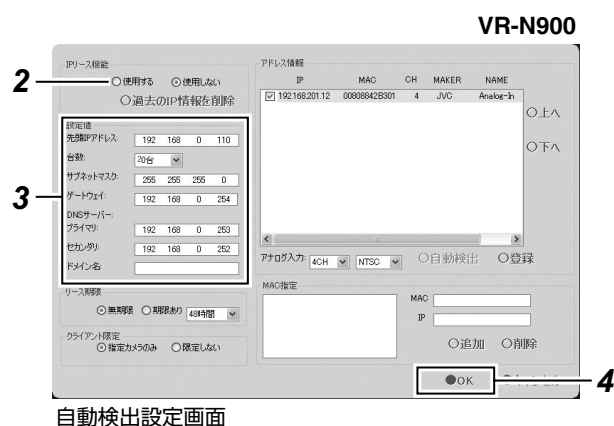 VR-N900
IPリース機能
2
使用する 使用しない
過去のIP情報を削除
設定値
先頭IPアドレス: 192 168 0 110
台数: 20台
サブネットマスク: 255 255 255 0
3
ゲートウェイ: 192 168 0 254
DNSサーバー:
プライマリ: 192 168 0 253
セカンダリ: 192 168 0 252
ドメイン名:
リース期限
無期限 期限あり 48時間
クライアント限定
指定カメラのみ 限定しない
アドレス情報
IP MAC CH MAKER NAME
192.168.201.12 00808842B301 4 JVC Analog-In
上へ
下へ
アナログ入力: 4CH NTSC 自動検出 登録
MAC指定
MAC
IP
追加 削除
OK
4
自動検出設定画面